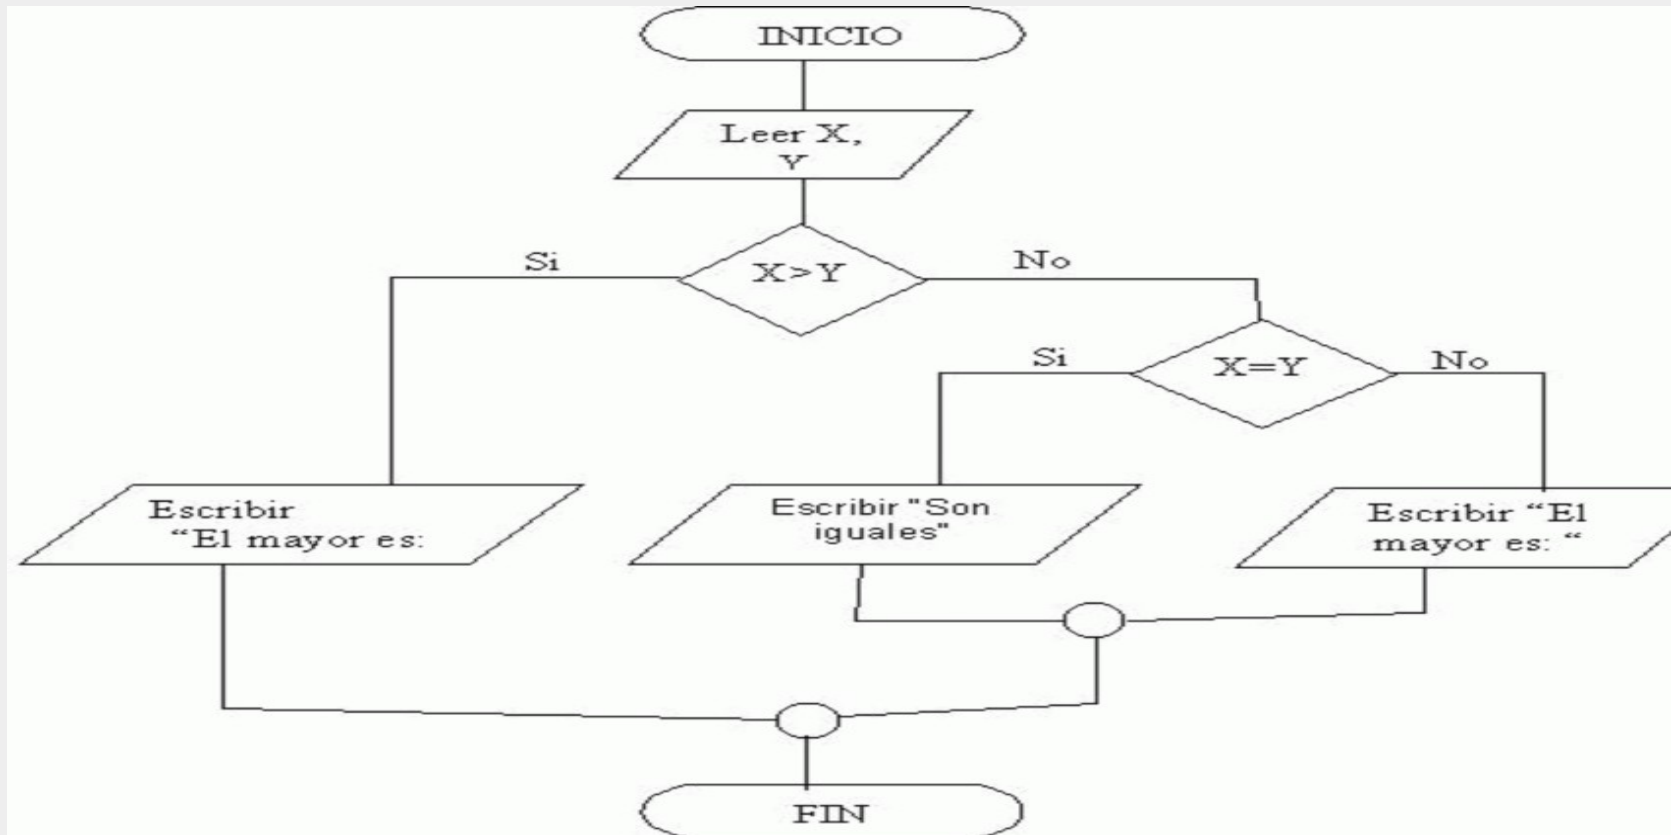 INICIO
Leer X,
Y
Si
X>Y
No
Si
X=Y
No
Escribir
“El mayor es:
Escribir "Son
iguales"
Escribir “El
mayor es: “
FIN